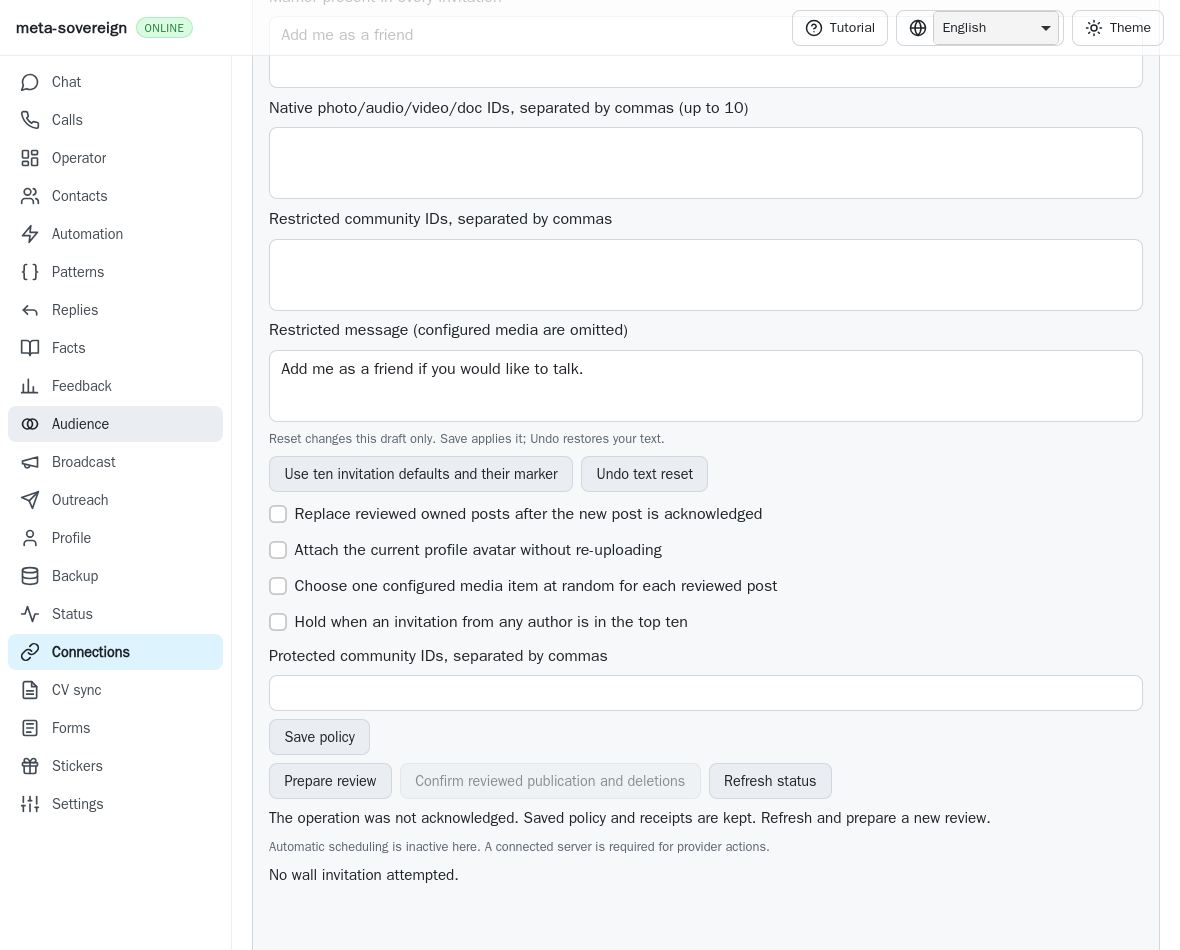 meta-sovereign
ONLINE
Tutorial
English
Theme
Chat
Calls
Operator
Contacts
Automation
Patterns
Replies
Facts
Feedback
Audience
Broadcast
Outreach
Profile
Backup
Status
Connections
CV sync
Forms
Stickers
Settings
Marker present in every invitation
Add me as a friend
Native photo/audio/video/doc IDs, separated by commas (up to 10)
Restricted community IDs, separated by commas
Restricted message (configured media are omitted)
Add me as a friend if you would like to talk.
Reset changes this draft only. Save applies it; Undo restores your text.
Use ten invitation defaults and their marker
Undo text reset
Replace reviewed owned posts after the new post is acknowledged
Attach the current profile avatar without re-uploading
Choose one configured media item at random for each reviewed post
Hold when an invitation from any author is in the top ten
Protected community IDs, separated by commas
Save policy
Prepare review
Confirm reviewed publication and deletions
Refresh status
The operation was not acknowledged. Saved policy and receipts are kept. Refresh and prepare a new review.
Automatic scheduling is inactive here. A connected server is required for provider actions.
No wall invitation attempted.